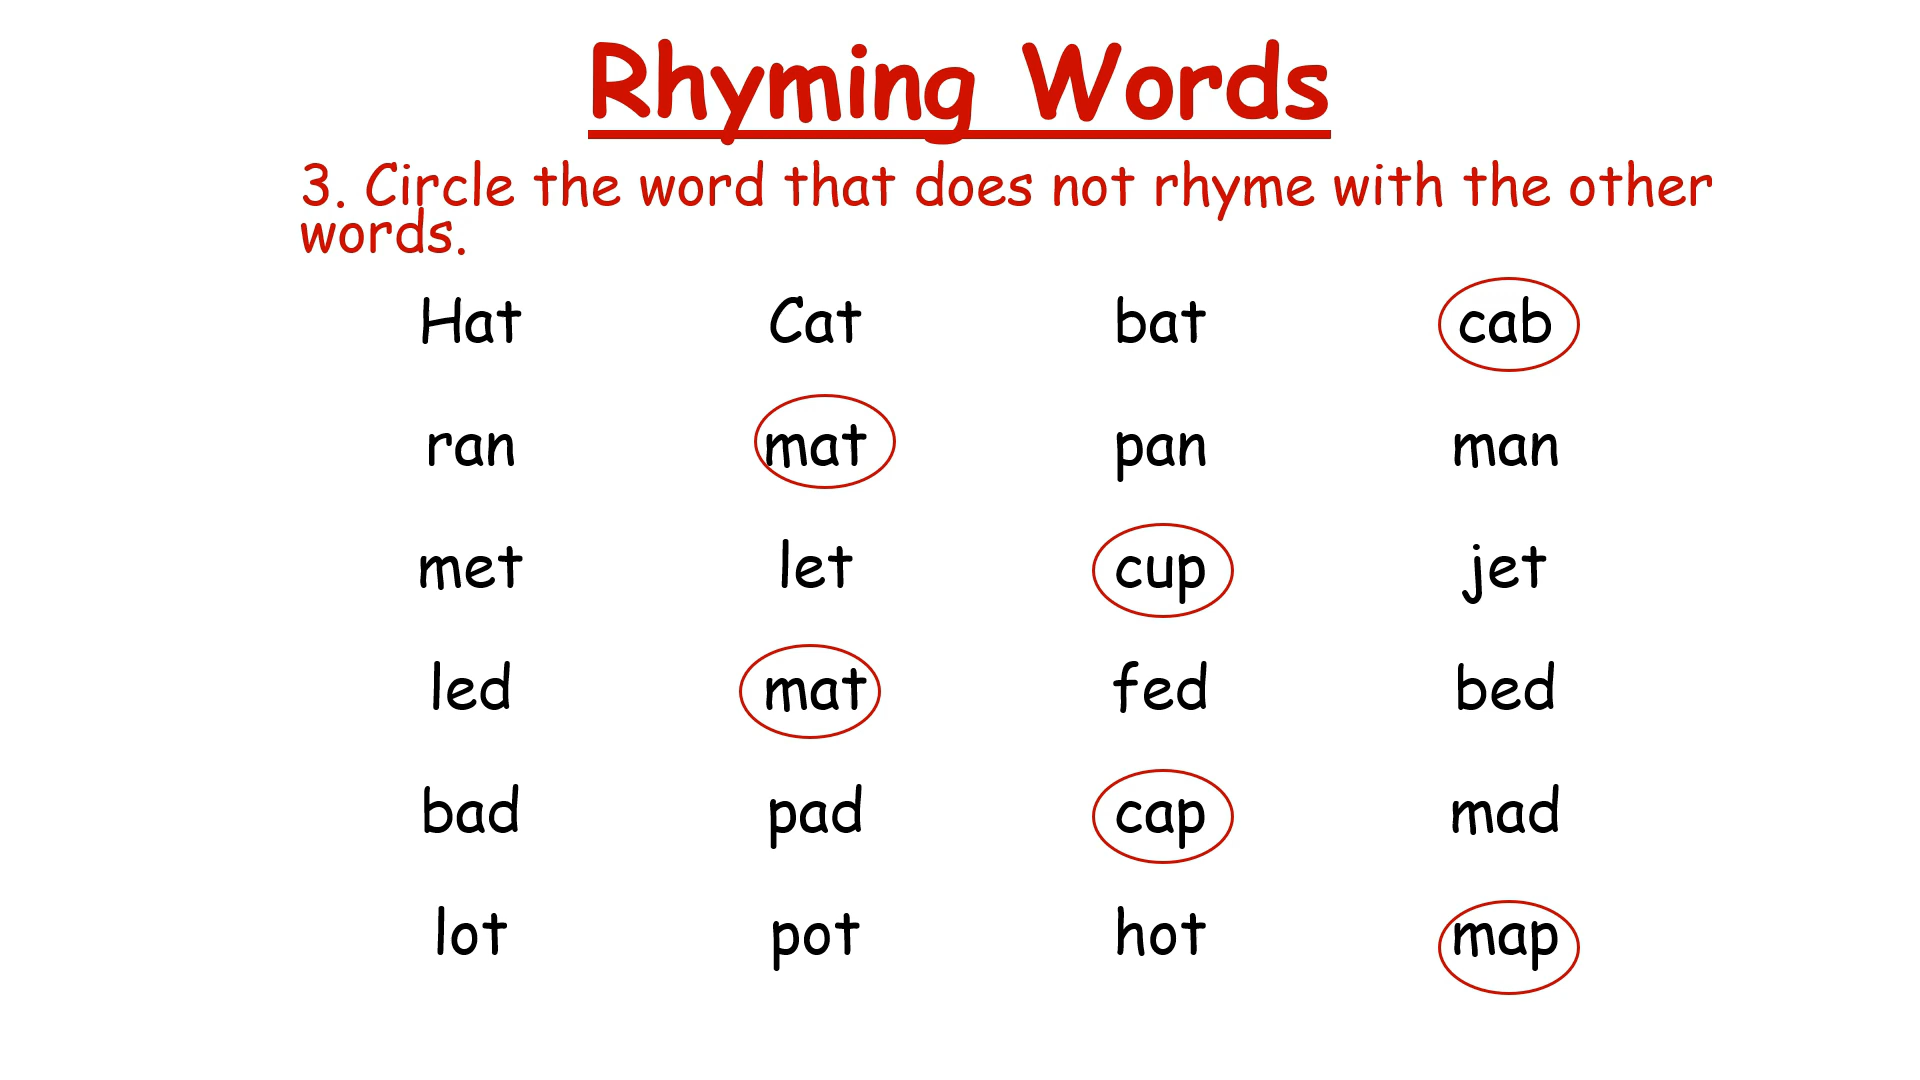 Rhyming Words
3. Circle the word that does not rhyme with the other
words.
Hat Cat bat cab
ran mat pan man
met let cup jet
led mat fed bed
bad pad cap mad
lot pot hot map